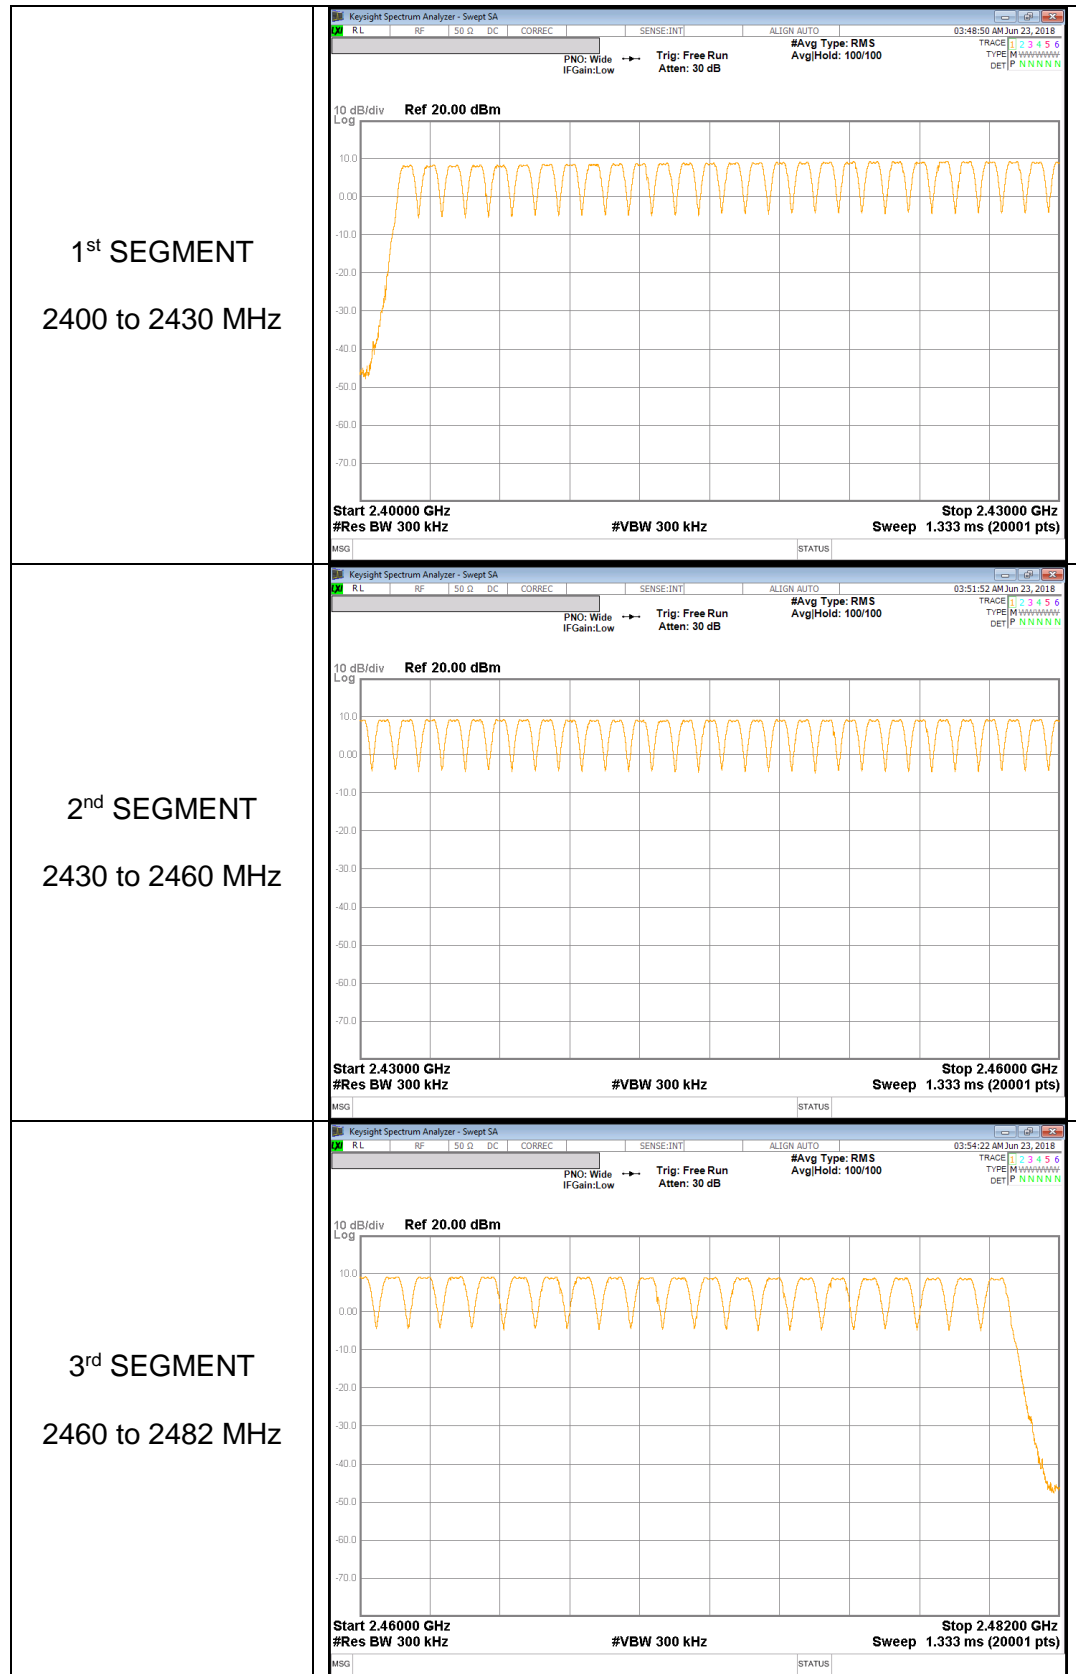 1st SEGMENT
2400 to 2430 MHz
Keysight Spectrum Analyzer - Swept SA
RL RF 50 Ω DC CORREC SENSE:INT ALIGN AUTO 03:48:50 AM Jun 23, 2018
#Avg Type: RMS TRACE 1 2 3 4 5 6
PNO: Wide Trig: Free Run Avg|Hold: 100/100 TYPE M WWWWW
IFGain:Low Atten: 30 dB DET P N N N N N
10 dB/div Ref 20.00 dBm
Log
10.0
0.00
-10.0
-20.0
-30.0
-40.0
-50.0
-60.0
-70.0
Start 2.40000 GHz Stop 2.43000 GHz
#Res BW 300 kHz #VBW 300 kHz Sweep 1.333 ms (20001 pts)
MSG STATUS
2nd SEGMENT
2430 to 2460 MHz
Keysight Spectrum Analyzer - Swept SA
RL RF 50 Ω DC CORREC SENSE:INT ALIGN AUTO 03:51:52 AM Jun 23, 2018
#Avg Type: RMS TRACE 1 2 3 4 5 6
PNO: Wide Trig: Free Run Avg|Hold: 100/100 TYPE M WWWWW
IFGain:Low Atten: 30 dB DET P N N N N N
10 dB/div Ref 20.00 dBm
Log
10.0
0.00
-10.0
-20.0
-30.0
-40.0
-50.0
-60.0
-70.0
Start 2.43000 GHz Stop 2.46000 GHz
#Res BW 300 kHz #VBW 300 kHz Sweep 1.333 ms (20001 pts)
MSG STATUS
3rd SEGMENT
2460 to 2482 MHz
Keysight Spectrum Analyzer - Swept SA
RL RF 50 Ω DC CORREC SENSE:INT ALIGN AUTO 03:54:22 AM Jun 23, 2018
#Avg Type: RMS TRACE 1 2 3 4 5 6
PNO: Wide Trig: Free Run Avg|Hold: 100/100 TYPE M WWWWW
IFGain:Low Atten: 30 dB DET P N N N N N
10 dB/div Ref 20.00 dBm
Log
10.0
0.00
-10.0
-20.0
-30.0
-40.0
-50.0
-60.0
-70.0
Start 2.46000 GHz Stop 2.48200 GHz
#Res BW 300 kHz #VBW 300 kHz Sweep 1.333 ms (20001 pts)
MSG STATUS